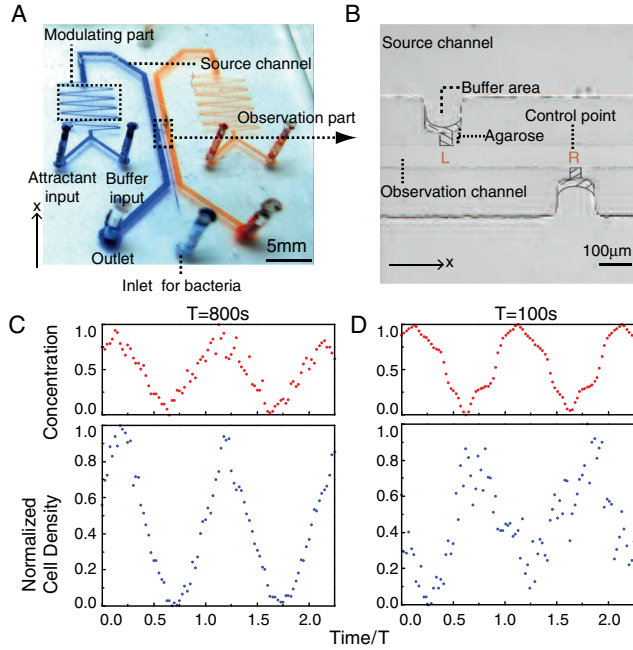 A
Modulating part
Source channel
Observation part
Attractant
input
Buffer
input
x
Outlet
5mm
Inlet for bacteria
B
Source channel
Buffer area
Control point
Agarose
L
R
Observation channel
x
100μm
C
T=800s
Concentration
1.0
0.5
0.0
Normalized
Cell Density
1.0
0.8
0.6
0.4
0.2
0.0
0.0 0.5 1.0 1.5 2.0
D
T=100s
1.0
0.5
0.0
1.0
0.8
0.6
0.4
0.2
0.0
0.0 0.5 1.0 1.5 2.0
Time/T